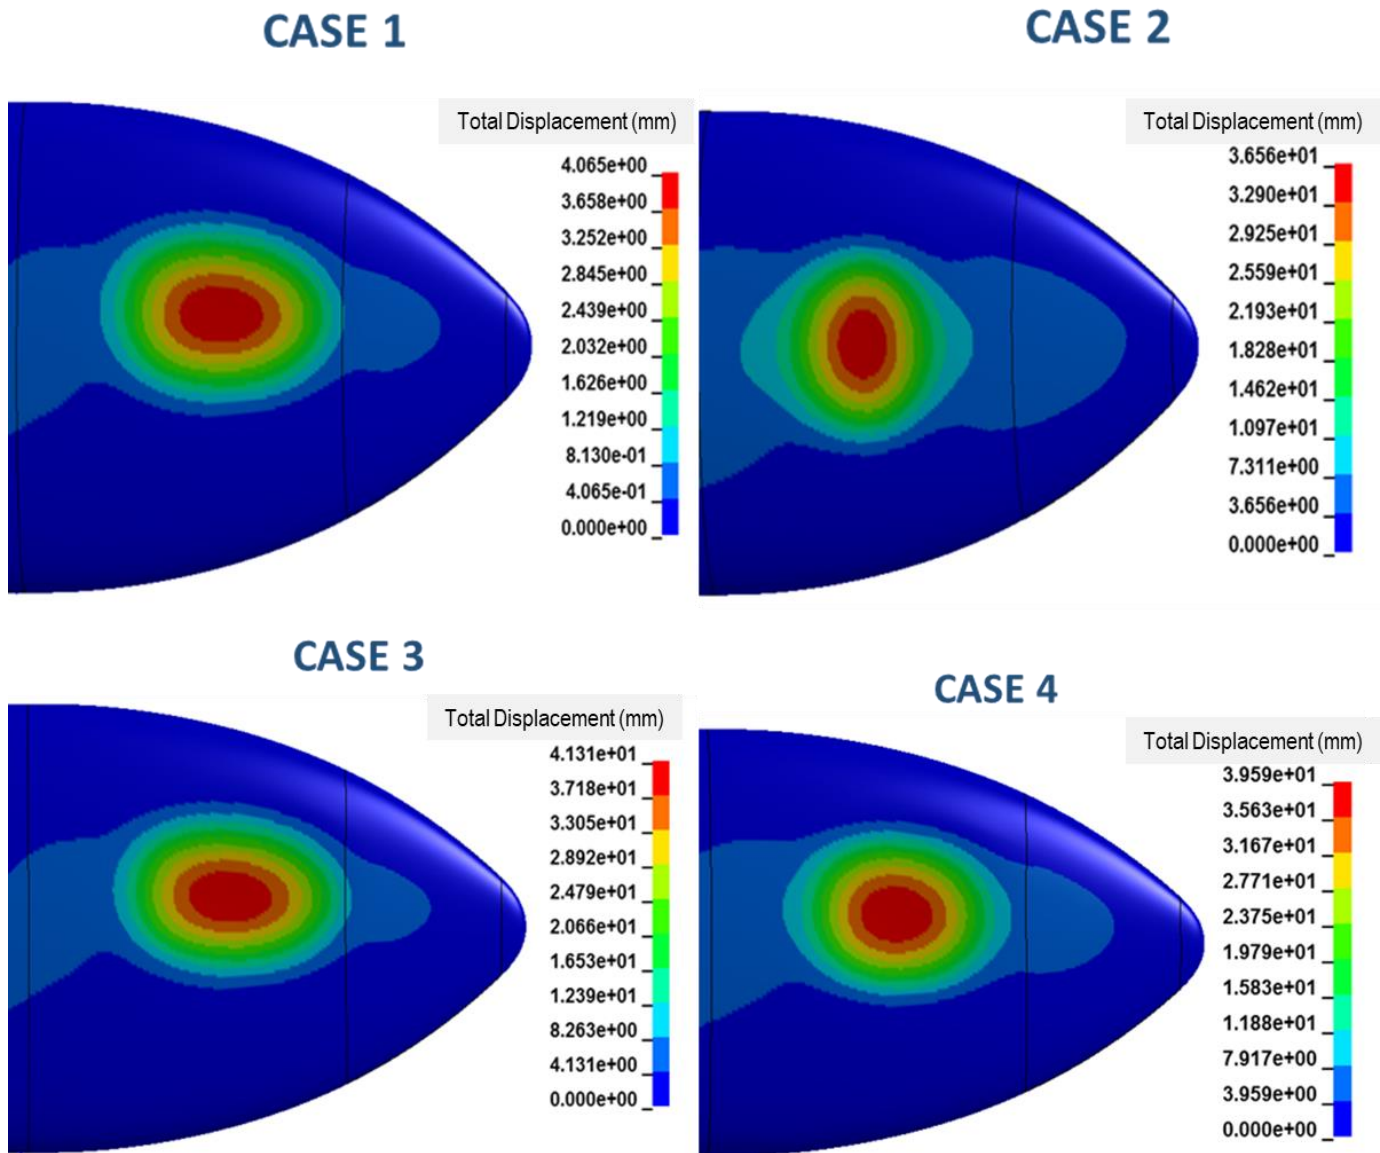 CASE 1
Total Displacement (mm)
4.065e+00
3.658e+00
3.252e+00
2.845e+00
2.439e+00
2.032e+00
1.626e+00
1.219e+00
8.130e-01
4.065e-01
0.000e+00
CASE 2
Total Displacement (mm)
3.656e+01
3.290e+01
2.925e+01
2.559e+01
2.193e+01
1.828e+01
1.462e+01
1.097e+01
7.311e+00
3.656e+00
0.000e+00
CASE 3
Total Displacement (mm)
4.131e+01
3.718e+01
3.305e+01
2.892e+01
2.479e+01
2.066e+01
1.653e+01
1.239e+01
8.263e+00
4.131e+00
0.000e+00
CASE 4
Total Displacement (mm)
3.959e+01
3.563e+01
3.167e+01
2.771e+01
2.375e+01
1.979e+01
1.583e+01
1.188e+01
7.917e+00
3.959e+00
0.000e+00